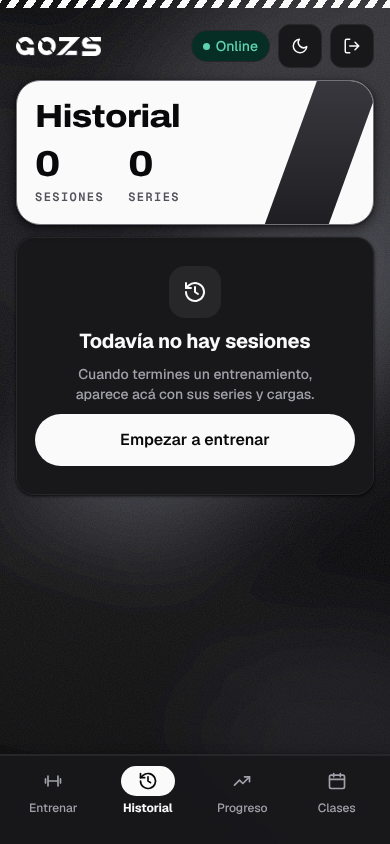 GOZS
Online
Historial
0 0
SESIONES SERIES
Todavía no hay sesiones
Cuando termines un entrenamiento,
aparece acá con sus series y cargas.
Empezar a entrenar
Entrenar Historial Progreso Clases